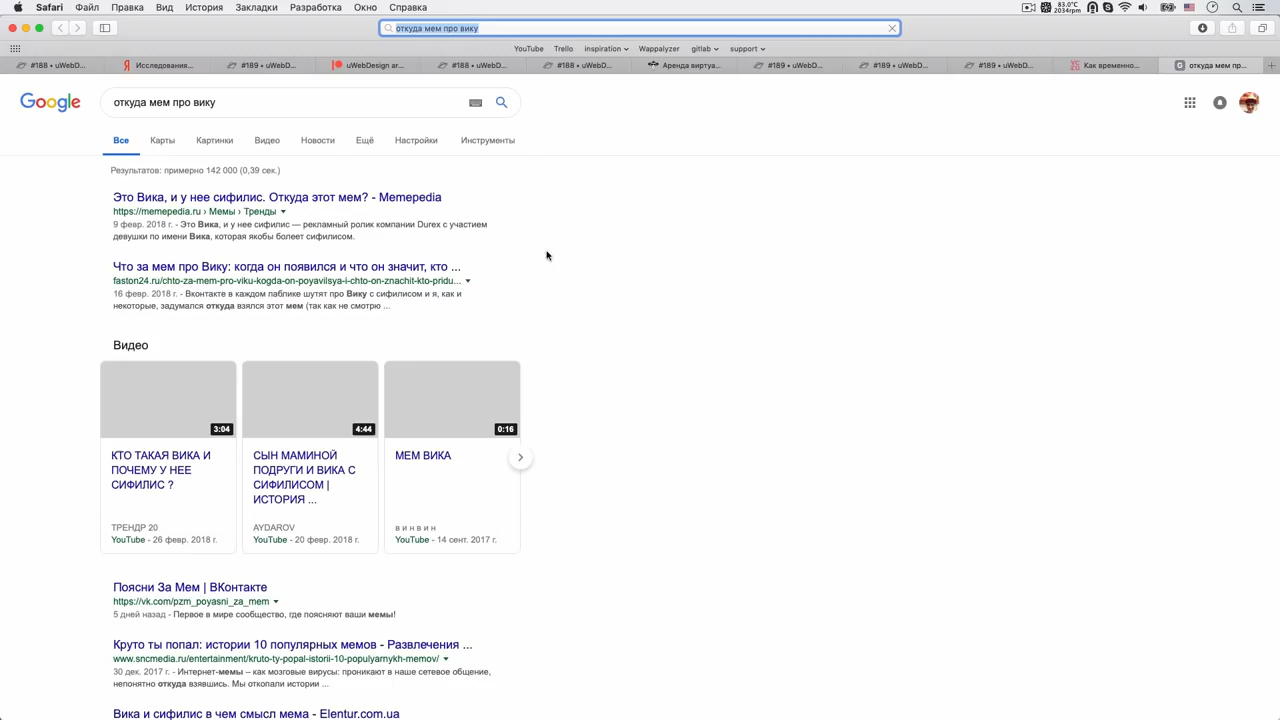 Safari Файл Правка Вид История Закладки Разработка Окно Справка
83.0°C
2034rpm
откуда мем про вику
YouTube Trello inspiration Wappalyzer gitlab support
#188 • uWebD... Исследования... #189 • uWebD... uWebDesign ar... #188 • uWebD... #188 • uWebD... Аренда виртуа... #189 • uWebD... #189 • uWebD... #189 • uWebD... Как временно... откуда мем пр...
Google
откуда мем про вику
Все Карты Картинки Видео Новости Ещё Настройки Инструменты
Результатов: примерно 142 000 (0,39 сек.)
Это Вика, и у нее сифилис. Откуда этот мем? - Memepedia
https://memepedia.ru › Мемы › Тренды
9 февр. 2018 г. - Это Вика, и у нее сифилис — рекламный ролик компании Durex с участием
девушки по имени Вика, которая якобы болеет сифилисом.
Что за мем про Вику: когда он появился и что он значит, кто ...
faston24.ru/chto-za-mem-pro-viku-kogda-on-poyavilsya-i-chto-on-znachit-kto-pridu...
16 февр. 2018 г. - Вконтакте в каждом паблике шутят про Вику с сифилисом и я, как и
некоторые, задумался откуда взялся этот мем (так как не смотрю ...
Видео
3:04
4:44
0:16
КТО ТАКАЯ ВИКА И
ПОЧЕМУ У НЕЕ
СИФИЛИС ?
ТРЕНДР 20
YouTube - 26 февр. 2018 г.
СЫН МАМИНОЙ
ПОДРУГИ И ВИКА С
СИФИЛИСОМ |
ИСТОРИЯ ...
AYDAROV
YouTube - 20 февр. 2018 г.
МЕМ ВИКА
в и н в и н
YouTube - 14 сент. 2017 г.
Поясни За Мем | ВКонтакте
https://vk.com/pzm_poyasni_za_mem
5 дней назад - Первое в мире сообщество, где поясняют ваши мемы!
Круто ты попал: истории 10 популярных мемов - Развлечения ...
www.sncmedia.ru/entertainment/kruto-ty-popal-istorii-10-populyarnykh-memov/
30 дек. 2017 г. - Интернет-мемы – как мозговые вирусы: проникают в наше сетевое общение,
непонятно откуда взявшись. Мы откопали истории ...
Вика и сифилис в чем смысл мема - Elentur.com.ua